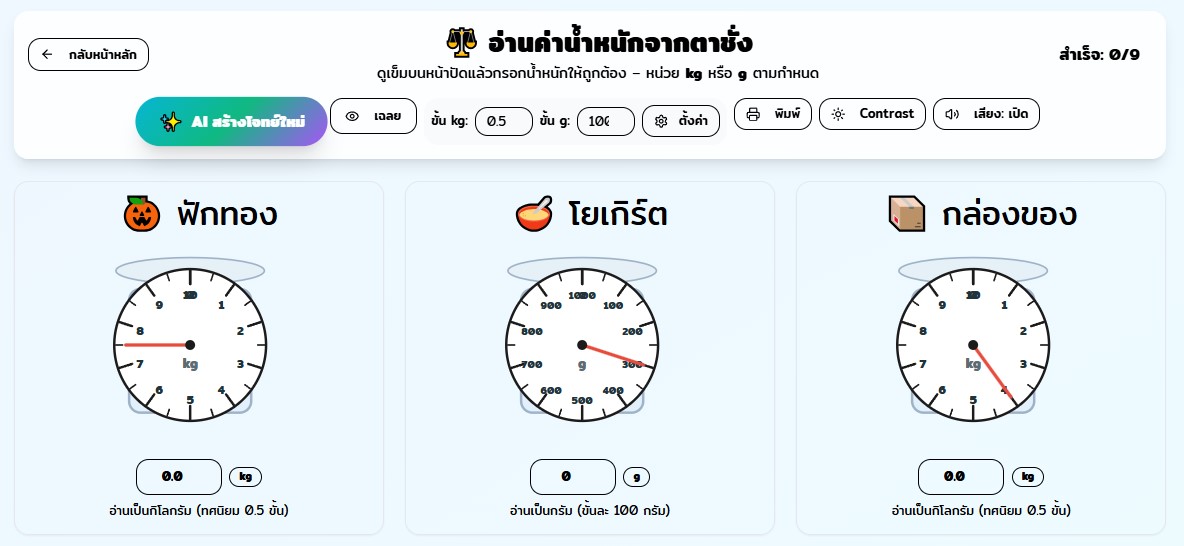 กลับหน้าหลัก
อ่านค่าน้ำหนักจากตาชั่ง
ดูเข็มบนหน้าปัดแล้วกรอกน้ำหนักให้ถูกต้อง – หน่วย kg หรือ g ตามกำหนด
สำเร็จ: 0/9
AI สร้างโจทย์ใหม่
เฉลย
ขั้น kg: 0.5 ขั้น g: 100 ตั้งค่า
พิมพ์
Contrast
เสียง: เปิด
ฟักทอง
9 1
8 2
7 kg 3
6 4
5
0.0 kg
อ่านเป็นกิโลกรัม (ทศนิยม 0.5 ขั้น)
โยเกิร์ต
900 100
800 200
700 g 300
600 400
500
0 g
อ่านเป็นกรัม (ขั้นละ 100 กรัม)
กล่องของ
9 1
8 2
7 kg 3
6 4
5
0.0 kg
อ่านเป็นกิโลกรัม (ทศนิยม 0.5 ขั้น)